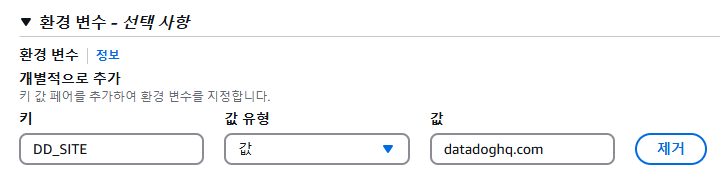 ▼ 환경 변수 - 선택 사항
환경 변수 | 정보
개별적으로 추가
키 값 페어를 추가하여 환경 변수를 지정합니다.
키 값 유형 값
DD_SITE 값 datadoghq.com 제거